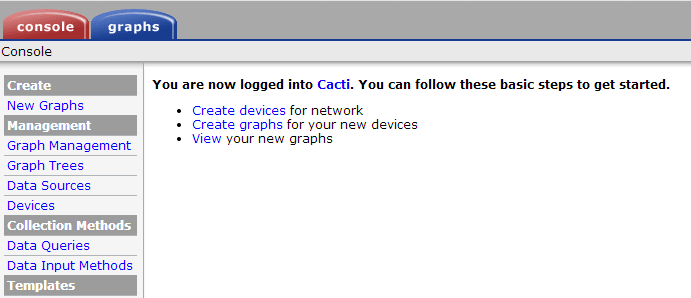 console graphs
Console
Create
New Graphs
Management
Graph Management
Graph Trees
Data Sources
Devices
Collection Methods
Data Queries
Data Input Methods
Templates
You are now logged into Cacti. You can follow these basic steps to get started.
Create devices for network
Create graphs for your new devices
View your new graphs